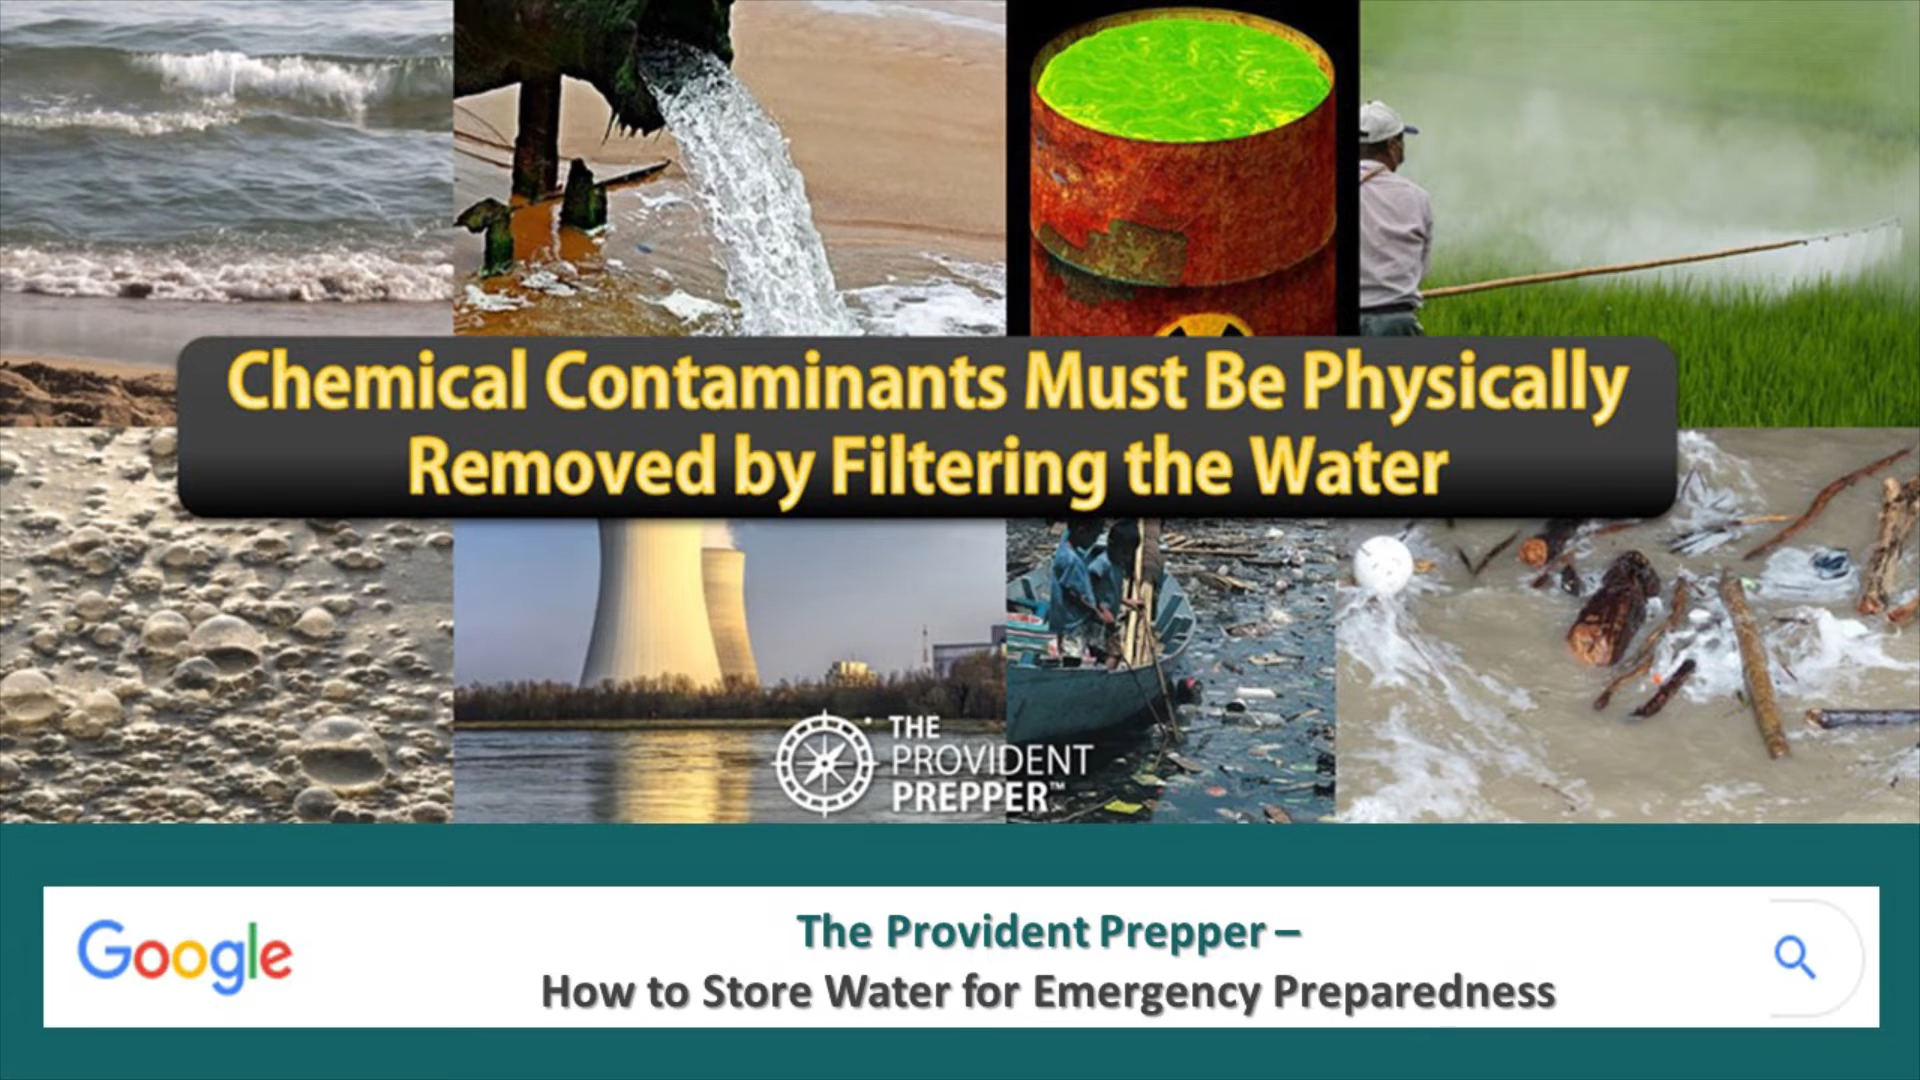 Chemical Contaminants Must Be Physically
Removed by Filtering the Water
THE
PROVIDENT
PREPPER™
Google
The Provident Prepper –
How to Store Water for Emergency Preparedness